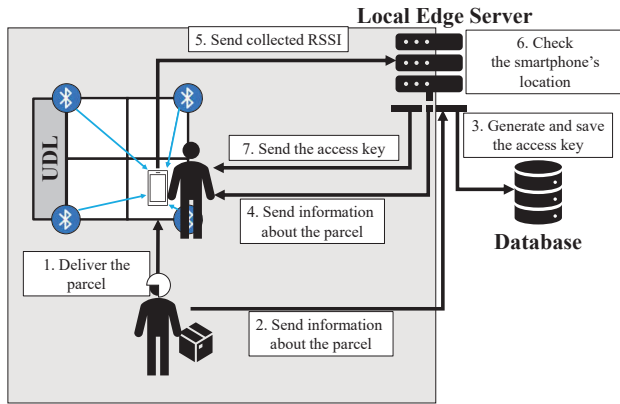 Local Edge Server
5. Send collected RSSI
6. Check
the smartphone's
location
UDL
7. Send the access key
3. Generate and save
the access key
4. Send information
about the parcel
Database
1. Deliver the
parcel
2. Send information
about the parcel